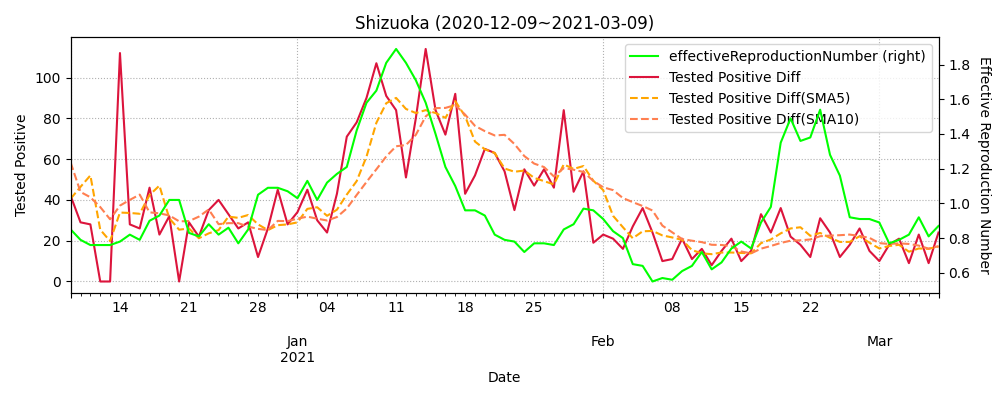 Shizuoka (2020-12-09~2021-03-09)
effectiveReproductionNumber (right)
Tested Positive Diff
Tested Positive Diff(SMA5)
Tested Positive Diff(SMA10)
Tested Positive
100
80
60
40
20
0
1.8
1.6
1.4
1.2
1.0
0.8
0.6
Effective Reproduction Number
14 21 28 04 11 18 25 08 15 22
Jan Feb Mar
2021
Date